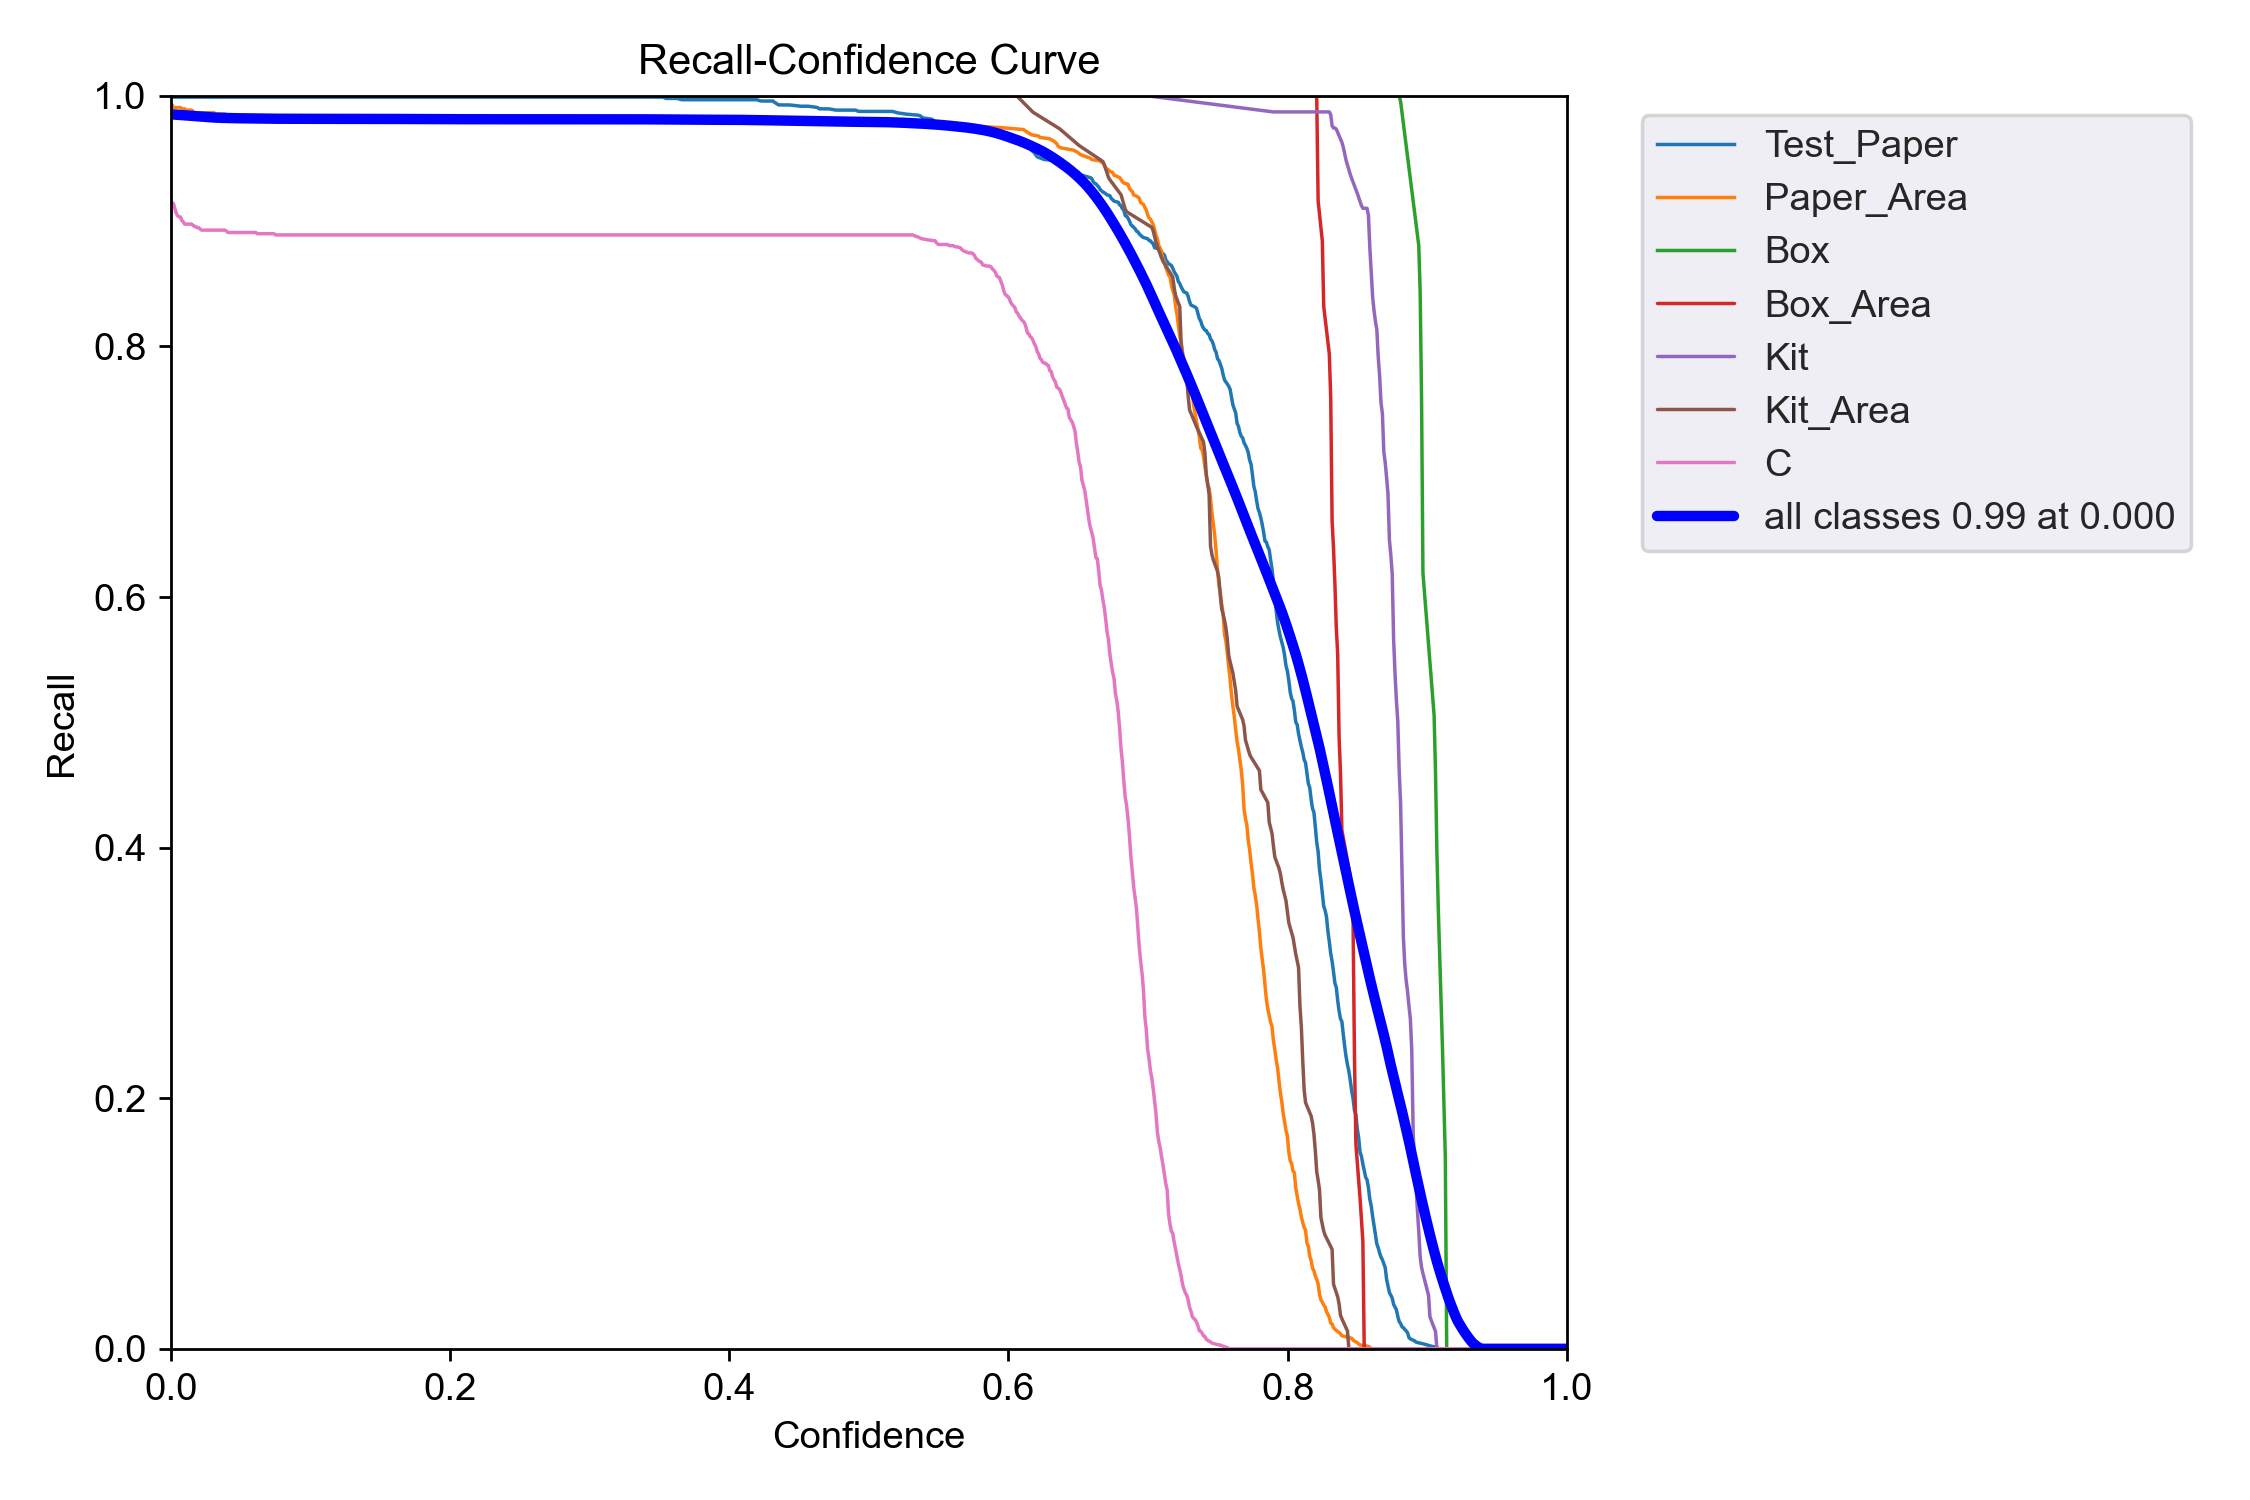 Recall-Confidence Curve
1.0
0.8
0.6
0.4
0.2
0.0
Recall
0.0 0.2 0.4 0.6 0.8 1.0
Confidence
Test_Paper
Paper_Area
Box
Box_Area
Kit
Kit_Area
C
all classes 0.99 at 0.000